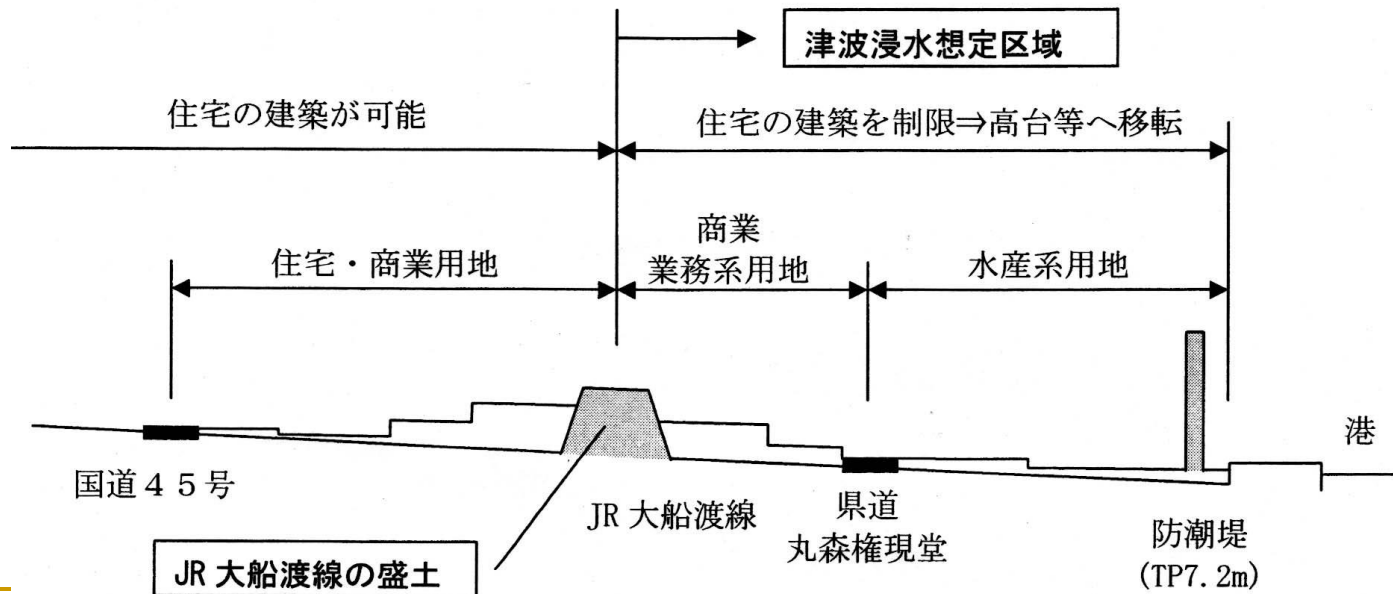 津波浸水想定区域
住宅の建築が可能
住宅の建築を制限⇒高台等へ移転
住宅・商業用地
商業
業務系用地
水産系用地
港
国道４５号
JR 大船渡線
県道
丸森権現堂
防潮堤
(TP7.2m)
JR 大船渡線の盛土